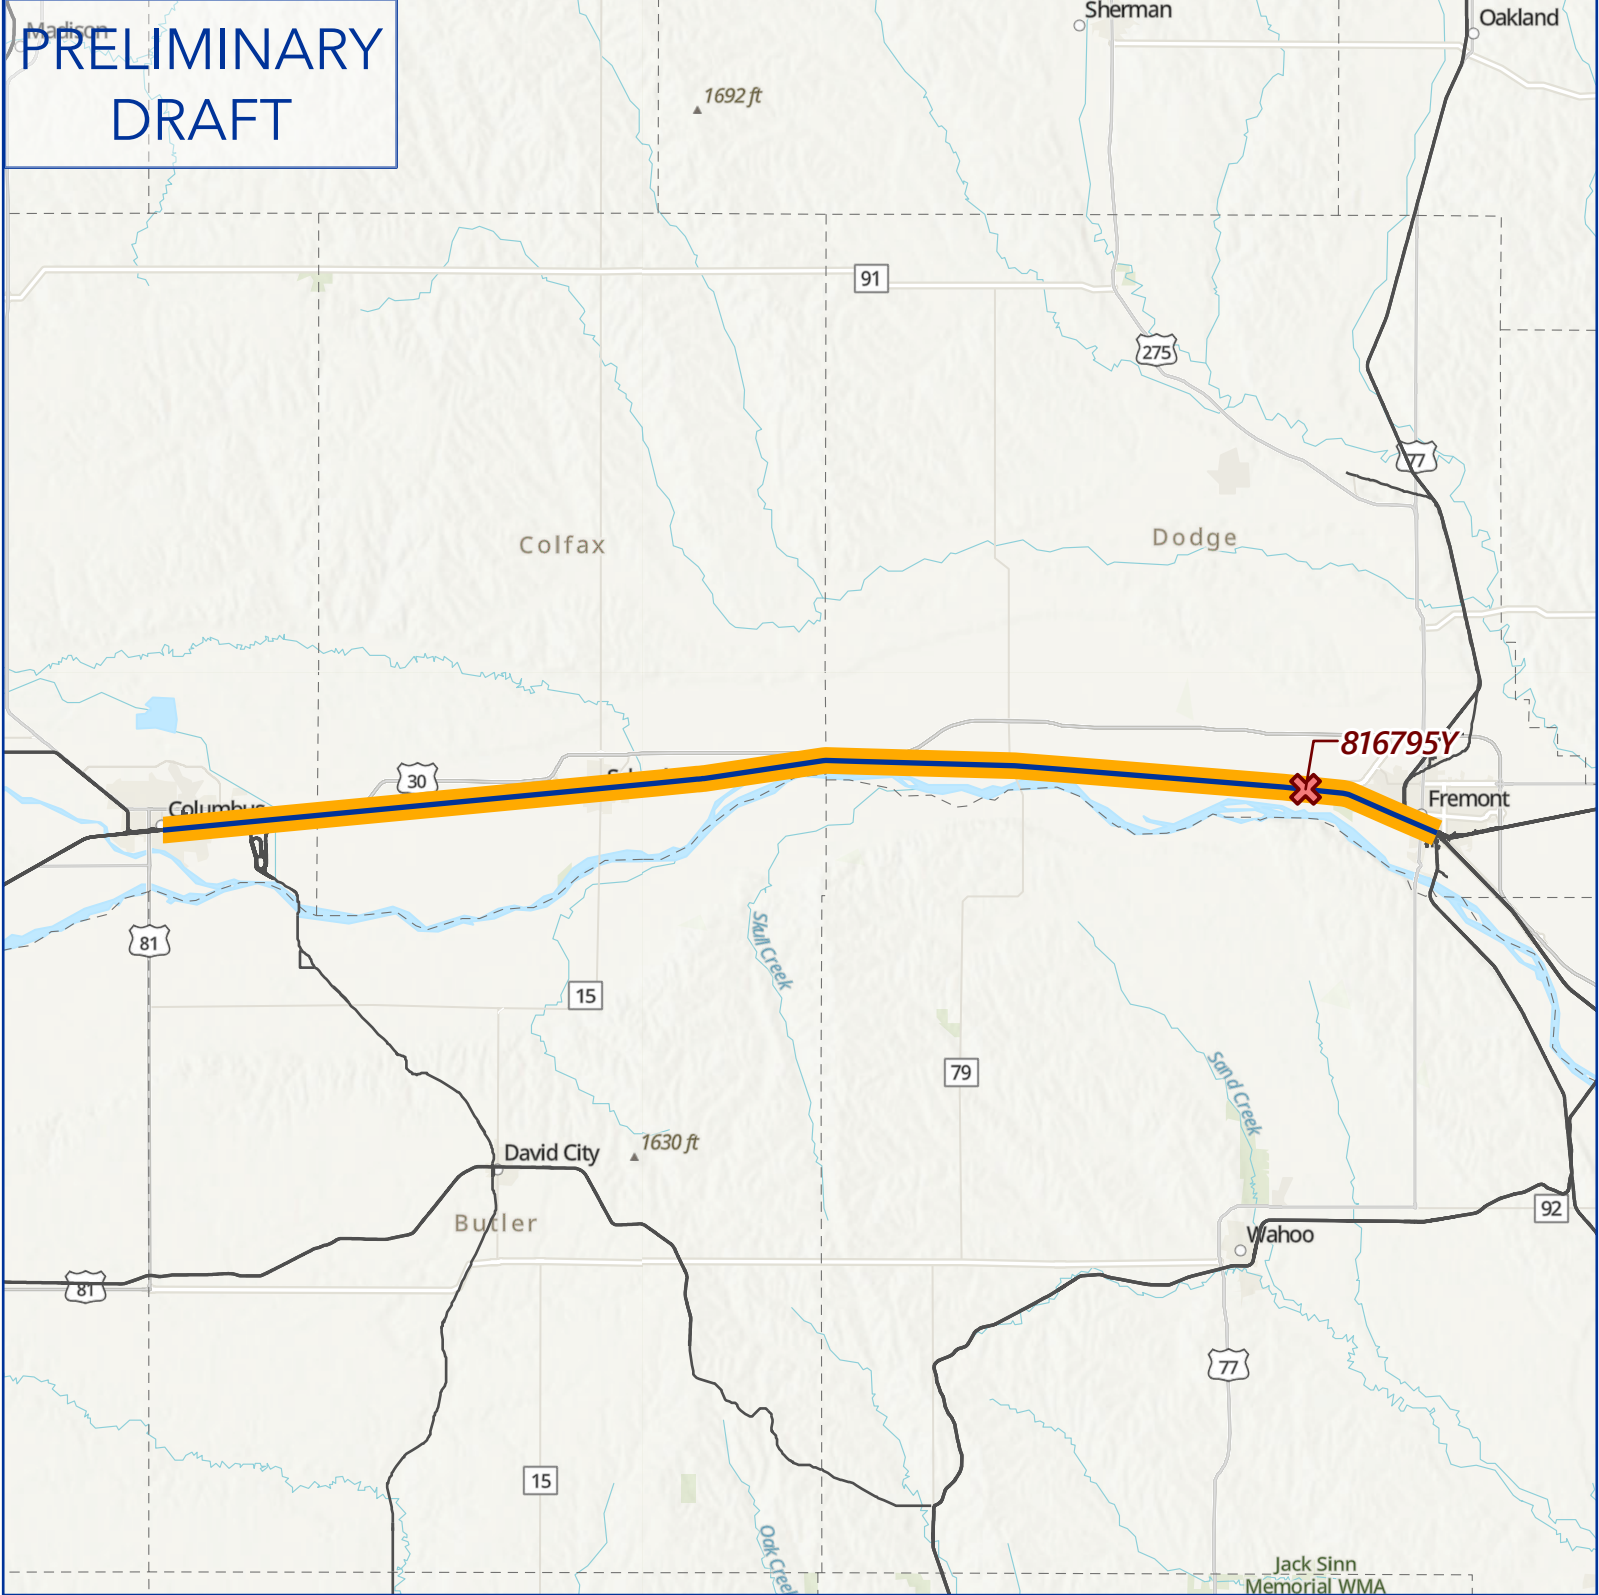 Madison
PRELIMINARY
DRAFT
Sherman
Oakland
1692 ft
91
275
77
Colfax
Dodge
816795Y
30
Columbus
Fremont
81
Skull Creek
15
79
Sand Creek
David City
1630 ft
Butler
92
Wahoo
81
77
15
Oak Creek
Jack Sinn
Memorial WMA